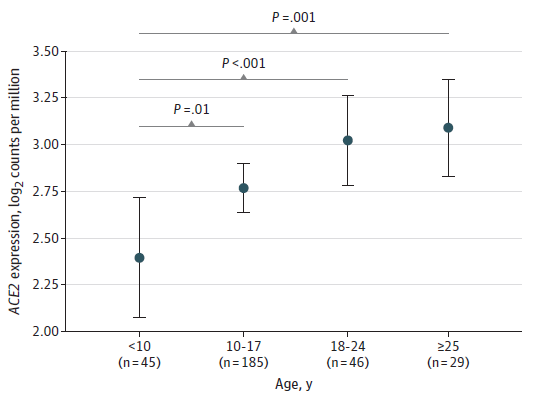 P =.001
P <.001
P =.01
ACE2 expression, log2 counts per million
3.50
3.25
3.00
2.75
2.50
2.25
2.00
<10 10-17 18-24 ≥25
(n=45) (n=185) (n=46) (n=29)
Age, y